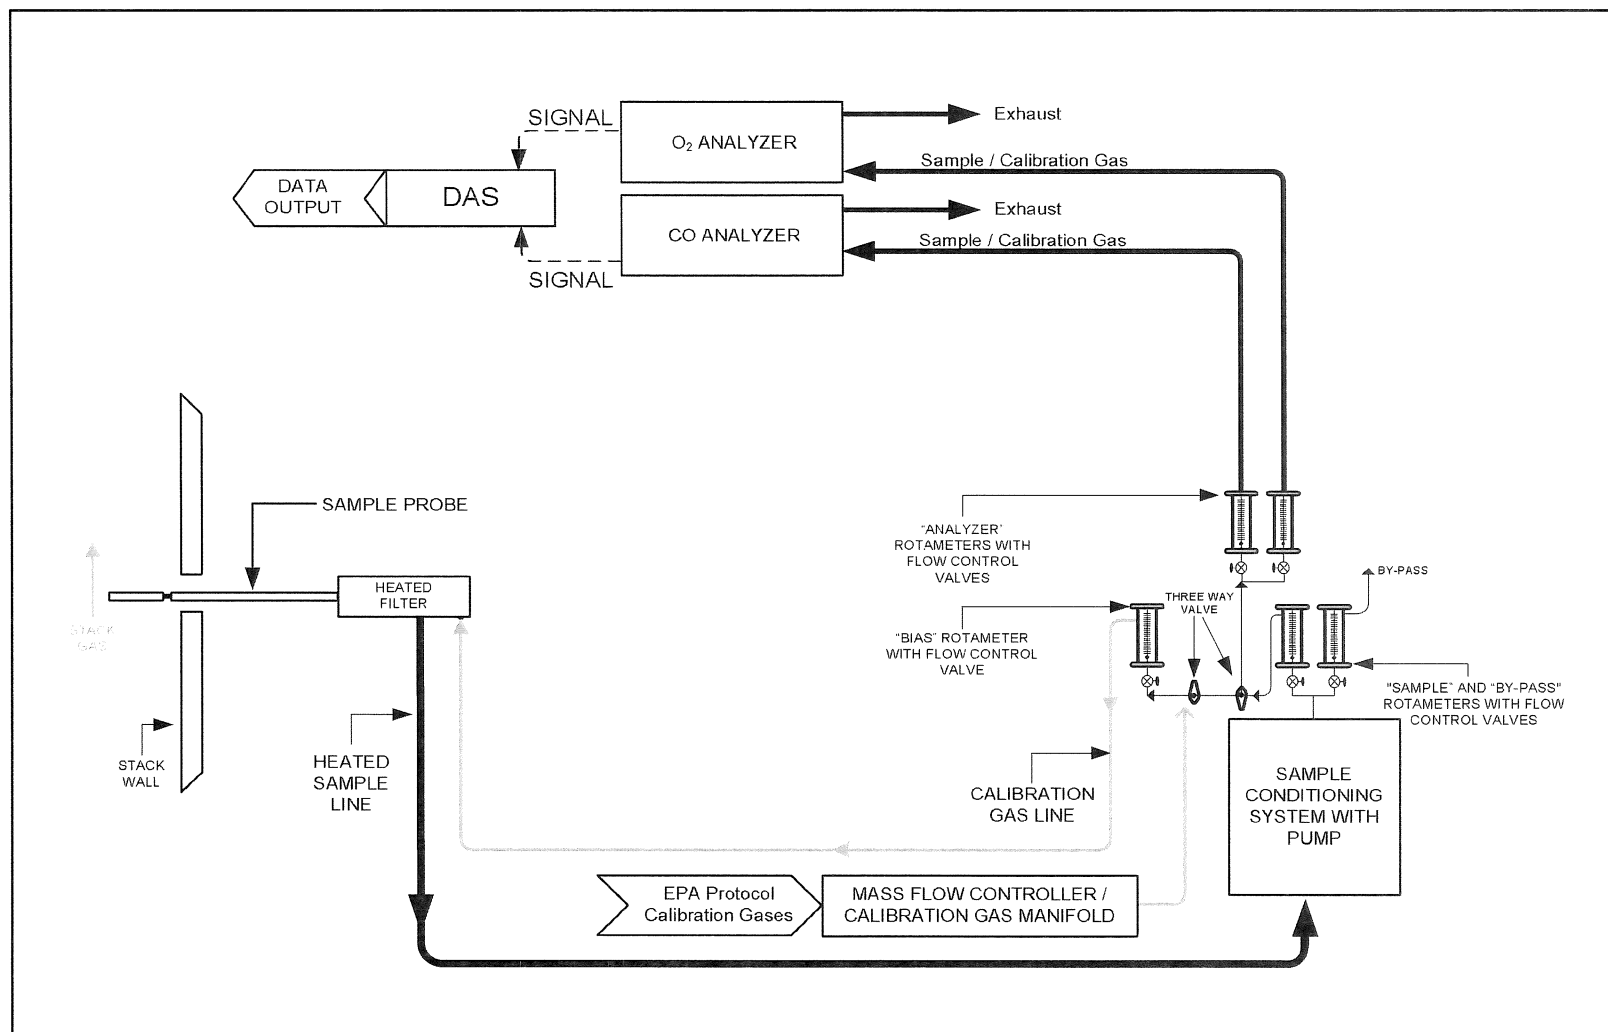 SIGNAL
O₂ ANALYZER
Exhaust
Sample / Calibration Gas
DATA
OUTPUT
DAS
CO ANALYZER
Exhaust
Sample / Calibration Gas
SIGNAL
SAMPLE PROBE
HEATED
FILTER
STACK
GAS
STACK
WALL
HEATED
SAMPLE
LINE
"ANALYZER"
ROTAMETERS WITH
FLOW CONTROL
VALVES
BY-PASS
THREE WAY
VALVE
"BIAS" ROTAMETER
WITH FLOW CONTROL
VALVE
"SAMPLE" AND "BY-PASS"
ROTAMETERS WITH FLOW
CONTROL VALVES
CALIBRATION
GAS LINE
SAMPLE
CONDITIONING
SYSTEM WITH
PUMP
EPA Protocol
Calibration Gases
MASS FLOW CONTROLLER /
CALIBRATION GAS MANIFOLD